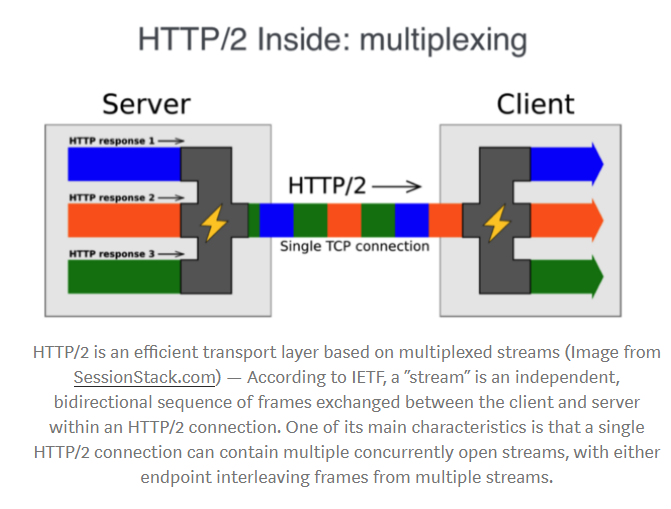 HTTP/2 Inside: multiplexing
Server
Client
HTTP response 1
HTTP response 2
HTTP response 3
HTTP/2
Single TCP connection
HTTP/2 is an efficient transport layer based on multiplexed streams (Image from
SessionStack.com) — According to IETF, a ”stream” is an independent,
bidirectional sequence of frames exchanged between the client and server
within an HTTP/2 connection. One of its main characteristics is that a single
HTTP/2 connection can contain multiple concurrently open streams, with either
endpoint interleaving frames from multiple streams.